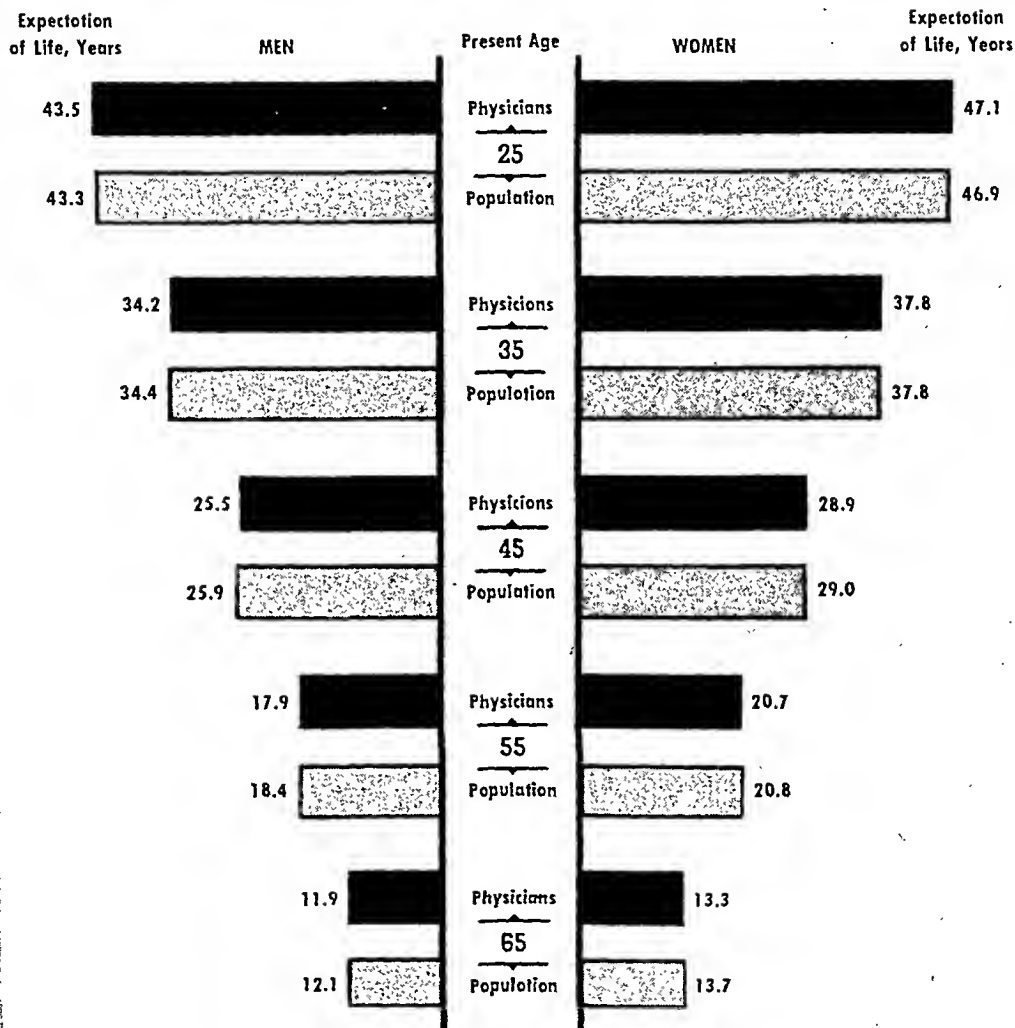 Expectation
of Life, Years
MEN
Present Age
WOMEN
Expectation
of Life, Years
43.5
Physicians
47.1
25
43.3
Population
46.9
34.2
Physicians
37.8
35
34.4
Population
37.8
25.5
Physicians
28.9
45
25.9
Population
29.0
17.9
Physicians
20.7
55
18.4
Population
20.8
11.9
Physicians
13.3
65
12.1
Population
13.7